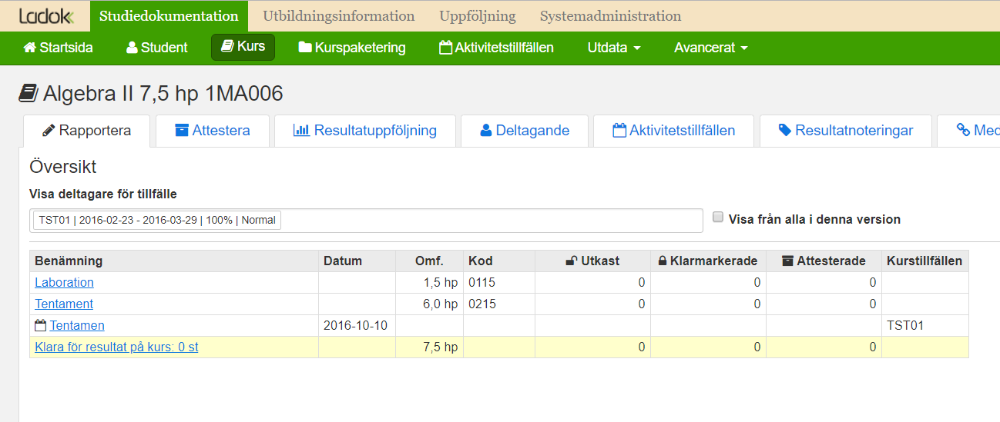 Ladok Studiedokumentation Utbildningsinformation Uppföljning Systemadministration
Startsida Student Kurs Kurspaketering Aktivitetstillfällen Utdata Avancerat
Algebra II 7,5 hp 1MA006
Rapportera Attestera Resultatuppföljning Deltagande Aktivitetstillfällen Resultatnoteringar Med
Översikt
Visa deltagare för tillfälle
TST01 | 2016-02-23 - 2016-03-29 | 100% | Normal Visa från alla i denna version
Benämning Datum Omf. Kod Utkast Klarmarkerade Attesterade Kurstillfällen
Laboration 1,5 hp 0115 0 0 0
Tentament 6,0 hp 0215 0 0 0
Tentamen 2016-10-10 TST01
Klara för resultat på kurs: 0 st 7,5 hp 0 0 0